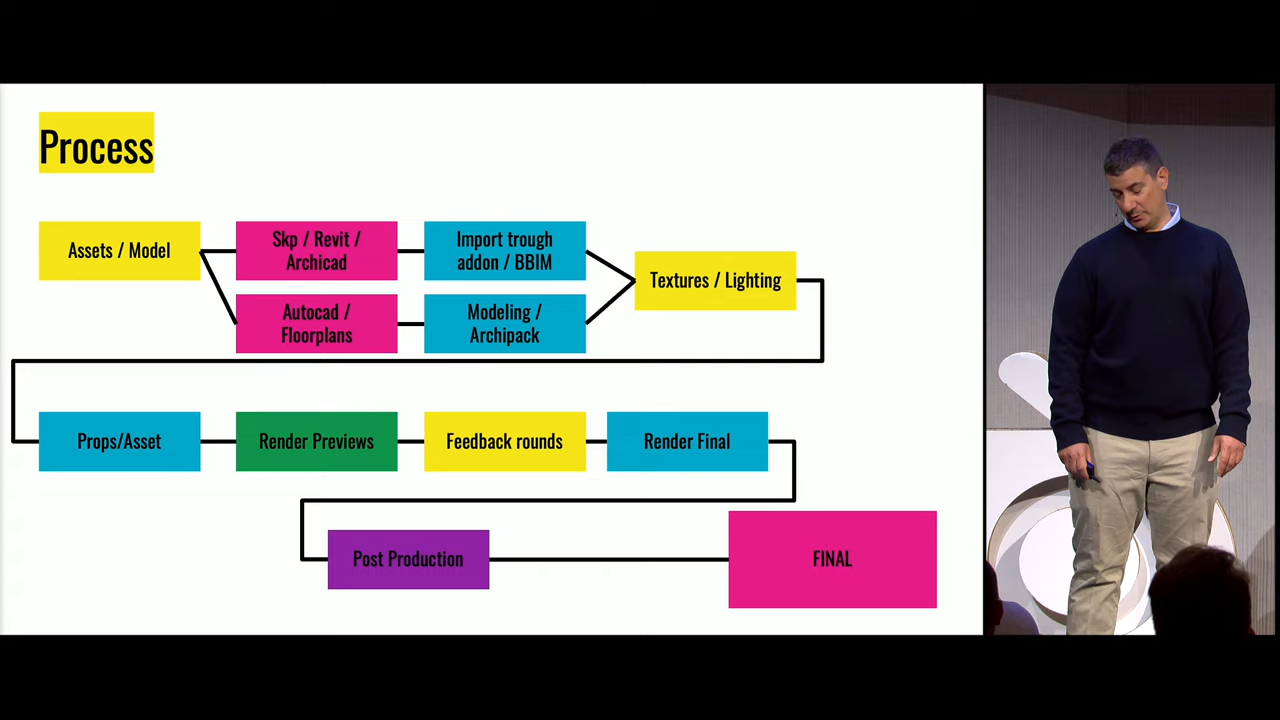 Process
Assets / Model
Skp / Revit /
Archicad
Import trough
addon / BBIM
Autocad /
Floorplans
Modeling /
Archipack
Textures / Lighting
Props/Asset
Render Previews
Feedback rounds
Render Final
Post Production
FINAL